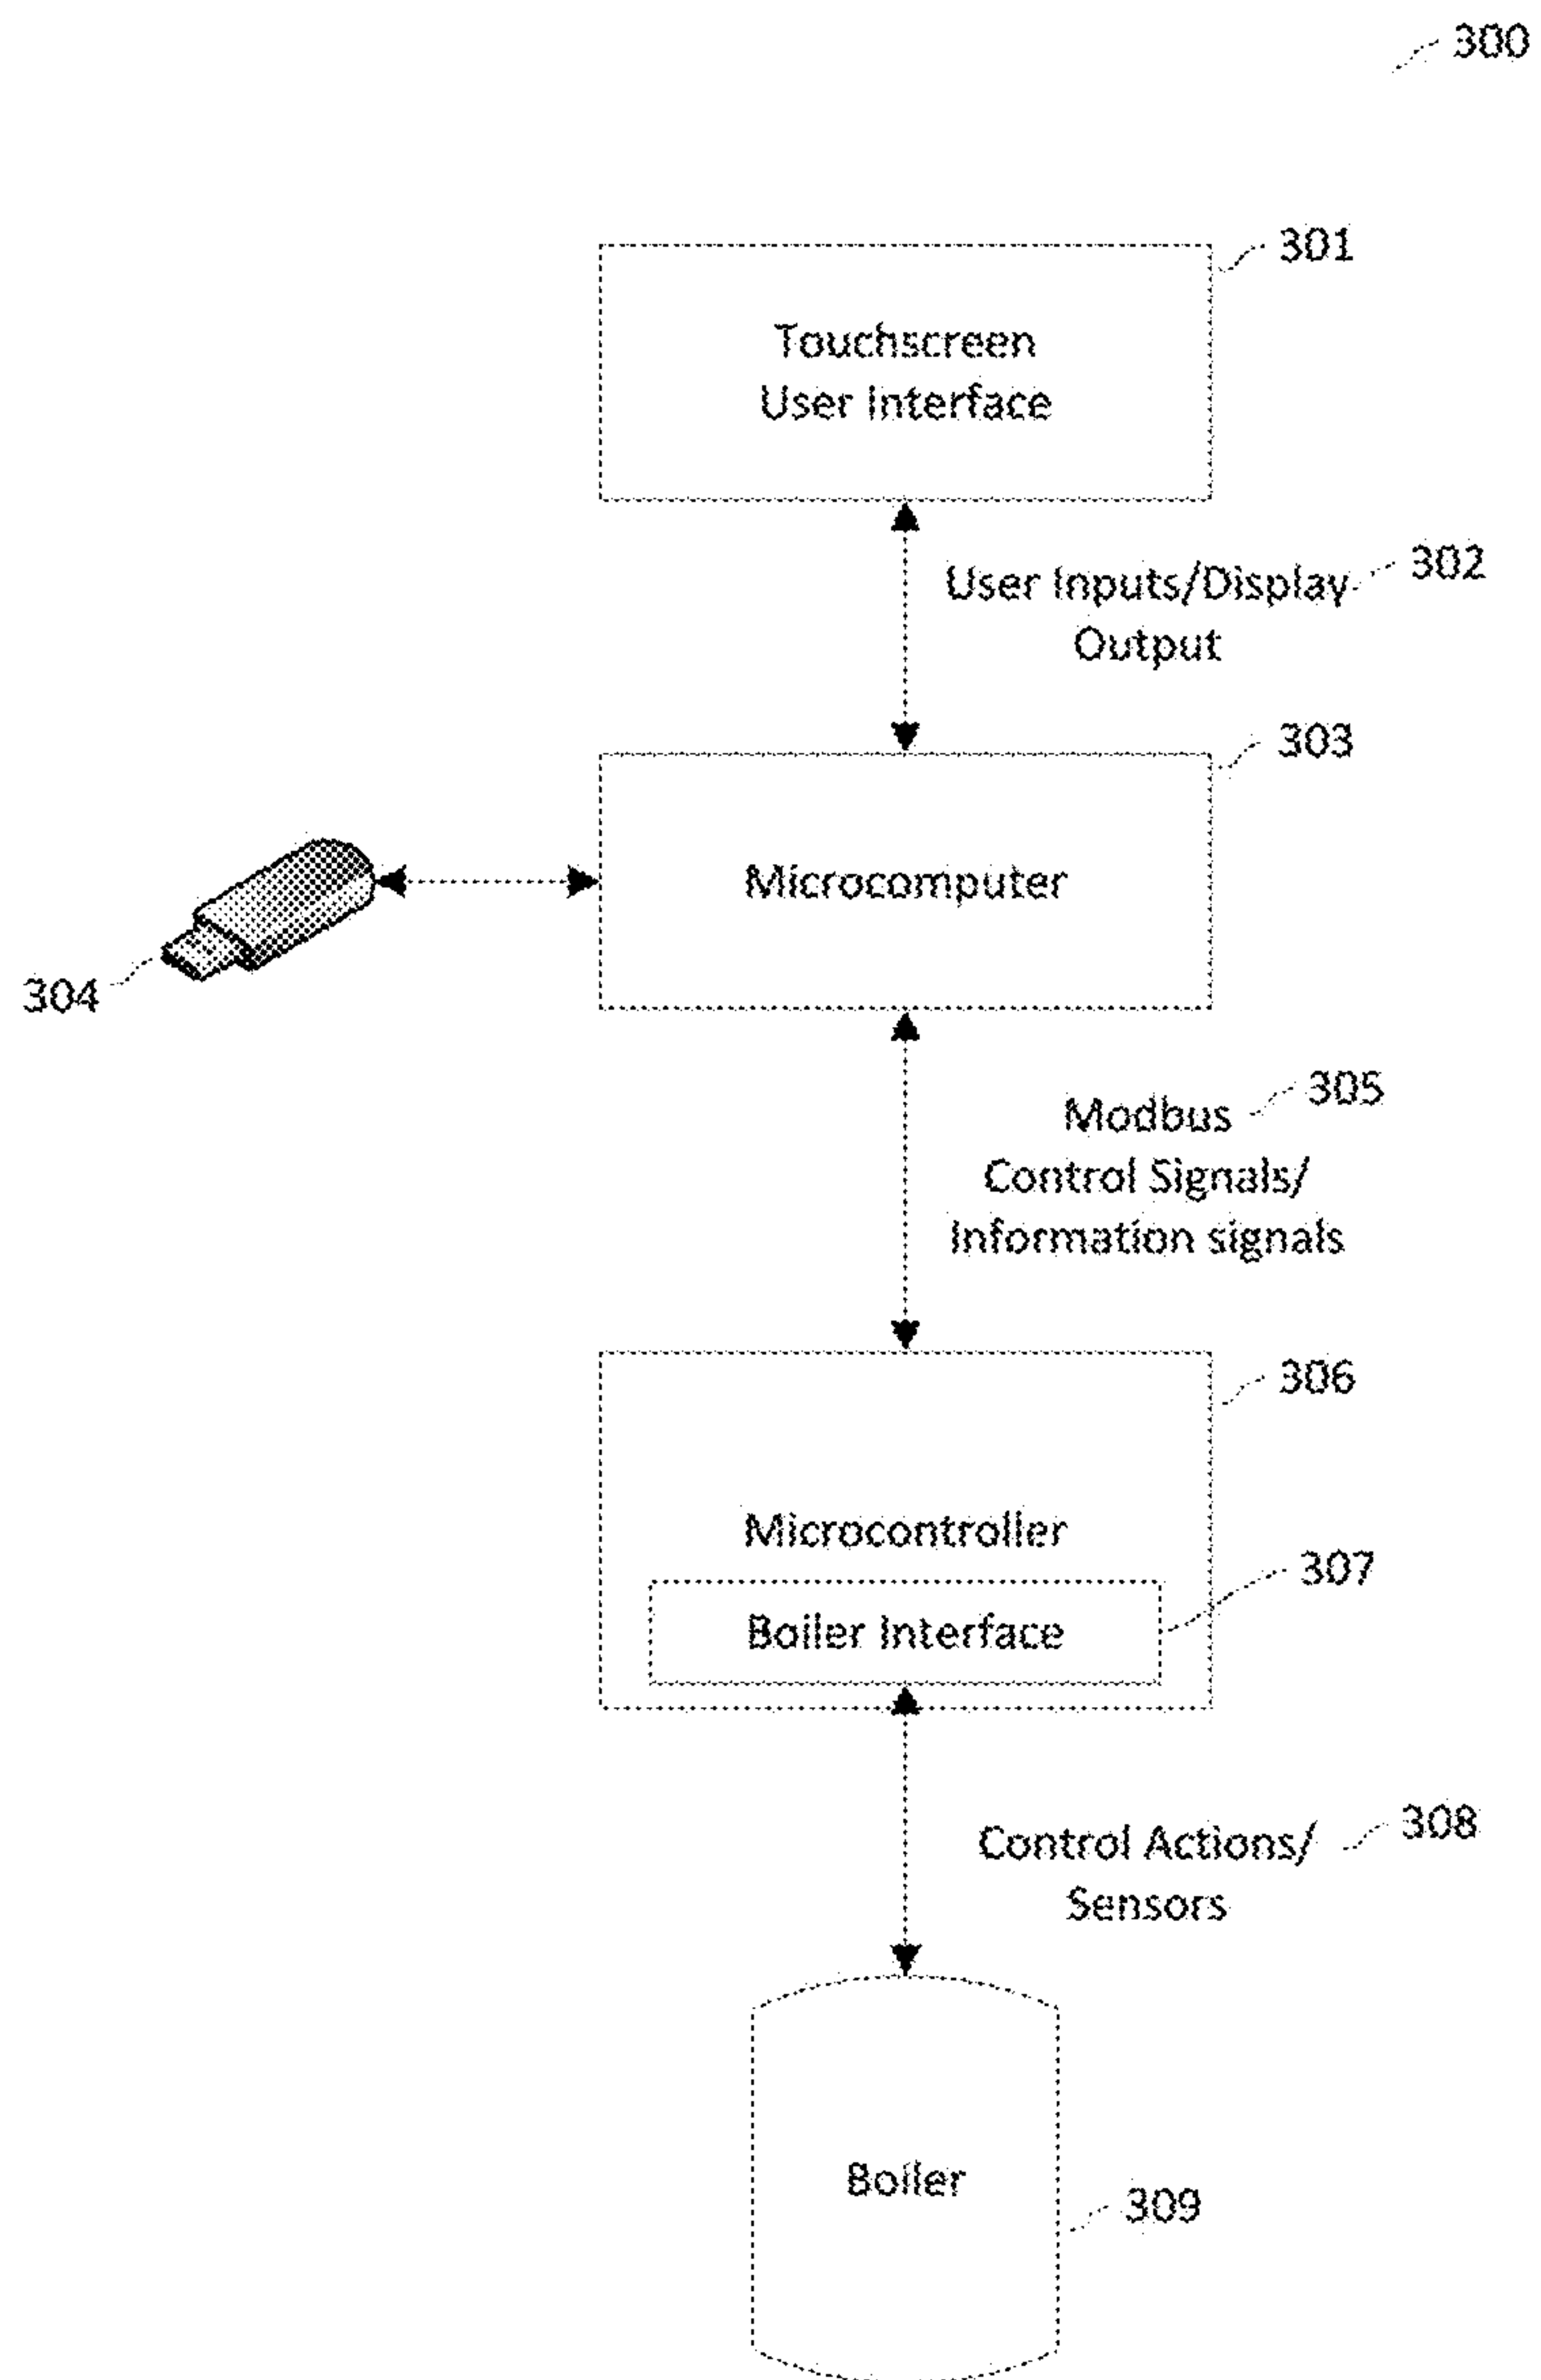 300
301
Touchscreen
User Interface
302
User Inputs/Display
Output
303
Microcomputer
304
305
Modbus
Control Signals/
Information signals
306
Microcontroller
307
Boiler Interface
308
Control Actions/
Sensors
Boiler
309